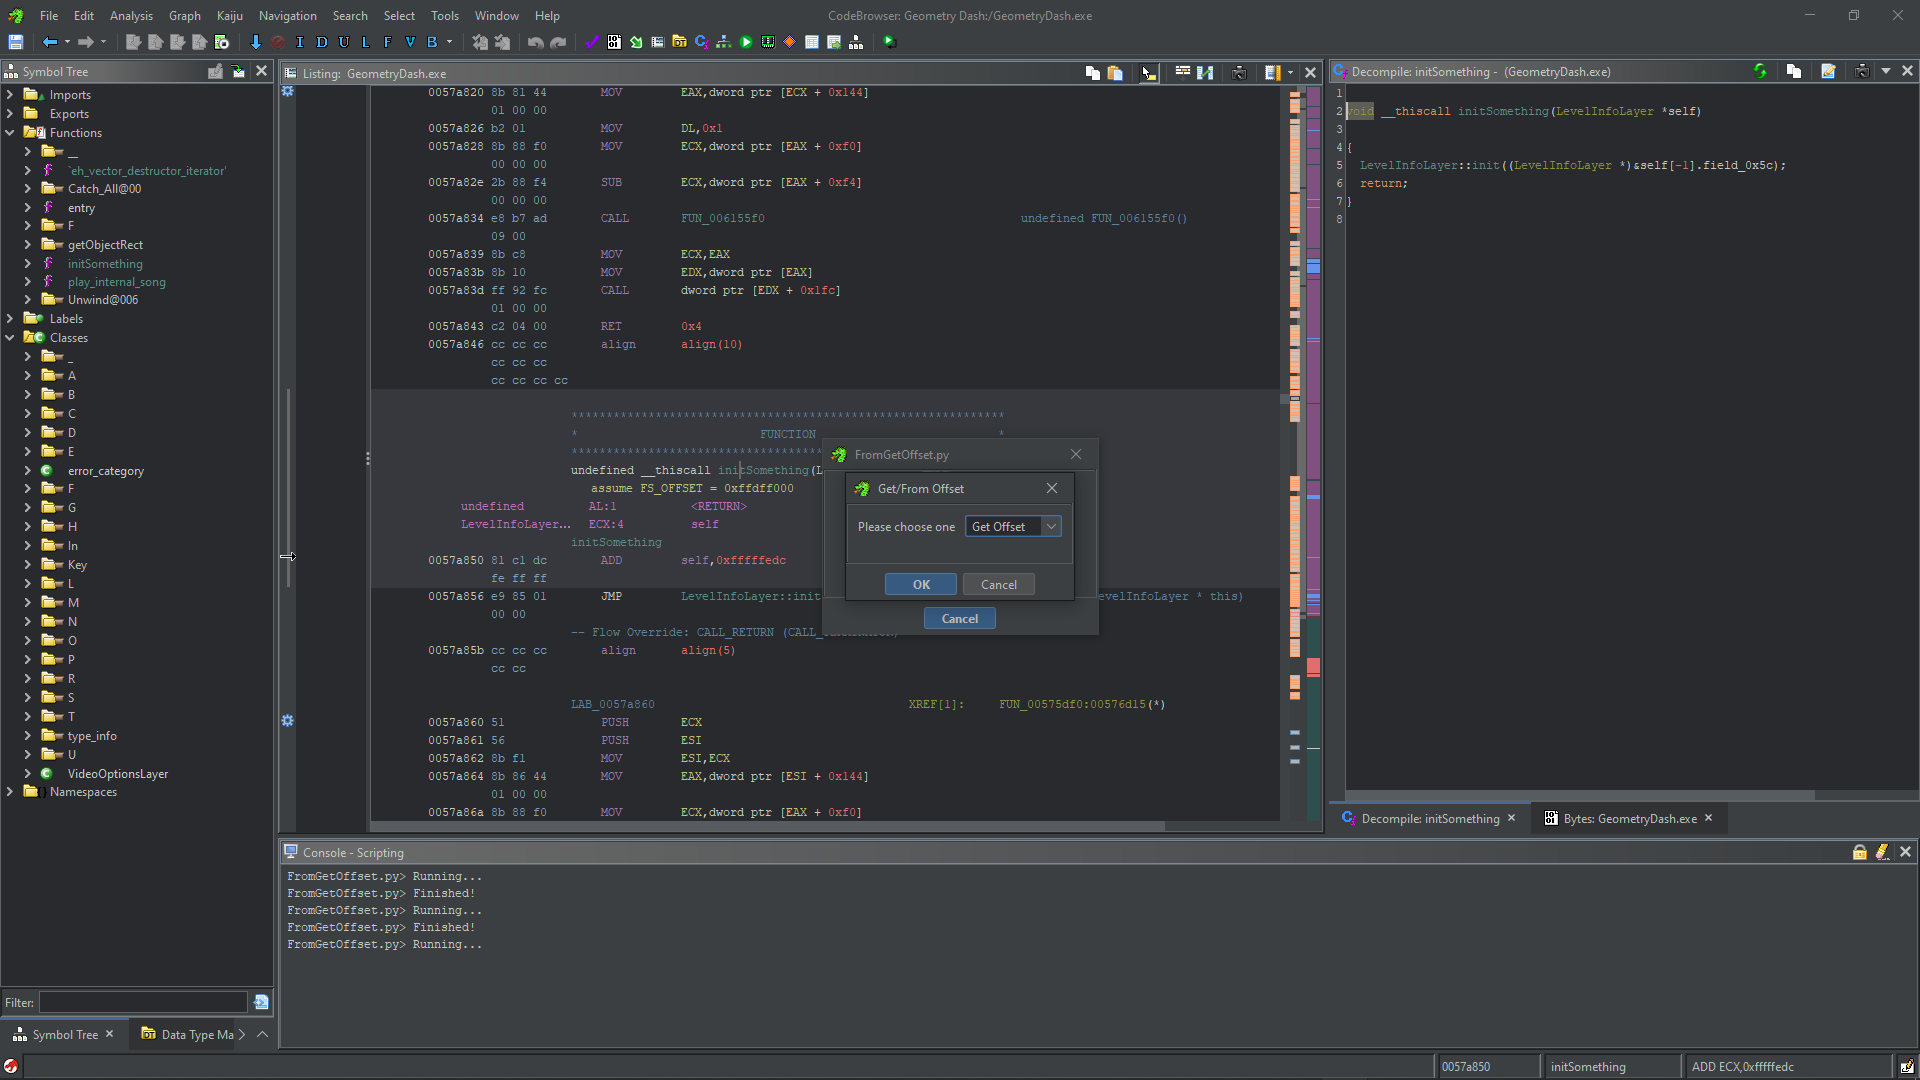 File Edit Analysis Graph Kaiju Navigation Search Select Tools Window Help
CodeBrowser: Geometry Dash:/GeometryDash.exe
I D U L F V B
Symbol Tree
Imports
Exports
Functions
__
`eh_vector_destructor_iterator'
Catch_All@00
entry
F
getObjectRect
initSomething
play_internal_song
Unwind@006
Labels
Classes
_
A
B
C
D
E
error_category
F
G
H
In
Key
L
M
N
O
P
R
S
T
type_info
U
VideoOptionsLayer
Namespaces
Filter:
Symbol Tree
Data Type Ma
Listing: GeometryDash.exe
0057a820 8b 81 44 MOV EAX,dword ptr [ECX + 0x144]
01 00 00
0057a826 b2 01 MOV DL,0x1
0057a828 8b 88 f0 MOV ECX,dword ptr [EAX + 0xf0]
00 00 00
0057a82e 2b 88 f4 SUB ECX,dword ptr [EAX + 0xf4]
00 00 00
0057a834 e8 b7 ad CALL FUN_006155f0 undefined FUN_006155f0()
09 00
0057a839 8b c8 MOV ECX,EAX
0057a83b 8b 10 MOV EDX,dword ptr [EAX]
0057a83d ff 92 fc CALL dword ptr [EDX + 0x1fc]
01 00 00
0057a843 c2 04 00 RET 0x4
0057a846 cc cc cc align align(10)
cc cc cc
cc cc cc cc
* FUNCTION *
undefined __thiscall initSomething(L
assume FS_OFFSET = 0xffdff000
undefined AL:1 <RETURN>
LevelInfoLayer... ECX:4 self
initSomething
0057a850 81 c1 dc ADD self,0xfffffedc
fe ff ff
0057a856 e9 85 01 JMP LevelInfoLayer::init evelInfoLayer * this)
00 00
-- Flow Override: CALL_RETURN (CALL_
0057a85b cc cc cc align align(5)
cc cc
LAB_0057a860 XREF[1]: FUN_00575df0:00576d15(*)
0057a860 51 PUSH ECX
0057a861 56 PUSH ESI
0057a862 8b f1 MOV ESI,ECX
0057a864 8b 86 44 MOV EAX,dword ptr [ESI + 0x144]
01 00 00
0057a86a 8b 88 f0 MOV ECX,dword ptr [EAX + 0xf0]
FromGetOffset.py
Get/From Offset
Please choose one Get Offset
OK Cancel
Cancel
Decompile: initSomething - (GeometryDash.exe)
1
2 void __thiscall initSomething(LevelInfoLayer *self)
3
4 {
5 LevelInfoLayer::init((LevelInfoLayer *)&self[-1].field_0x5c);
6 return;
7 }
8
Decompile: initSomething
Bytes: GeometryDash.exe
Console - Scripting
FromGetOffset.py> Running...
FromGetOffset.py> Finished!
FromGetOffset.py> Running...
FromGetOffset.py> Finished!
FromGetOffset.py> Running...
0057a850 initSomething ADD ECX,0xfffffedc